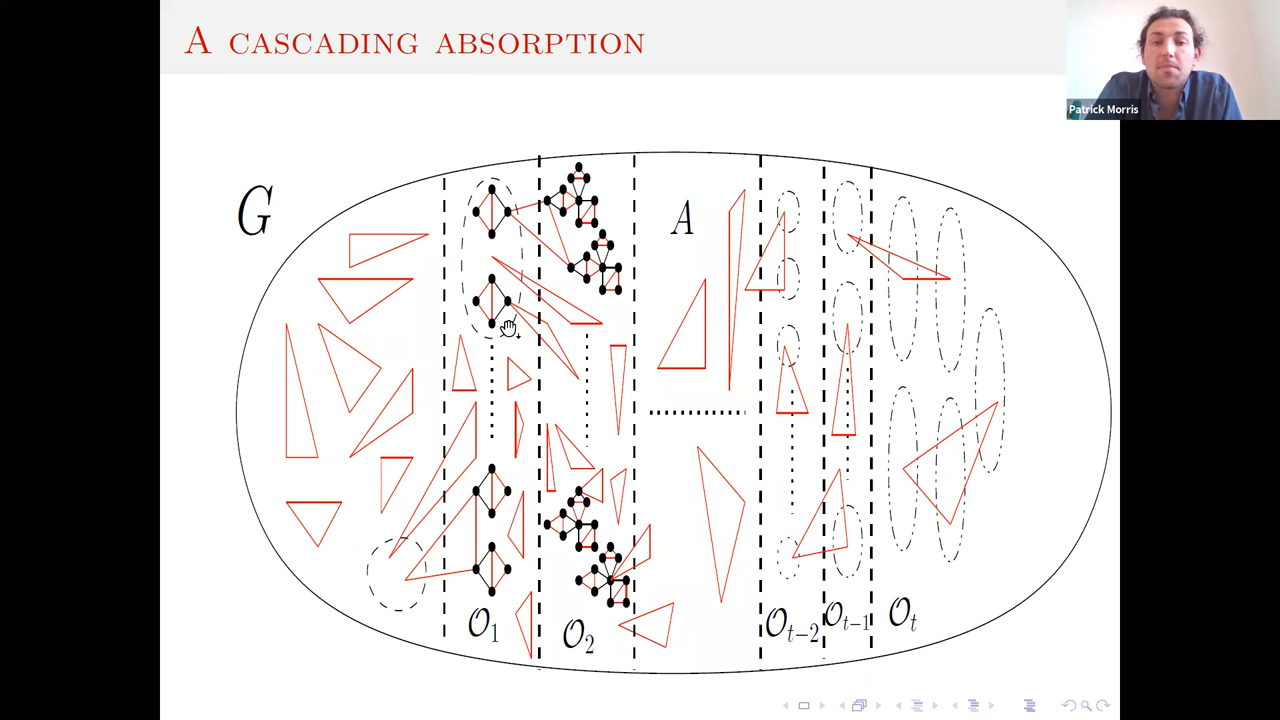 A CASCADING ABSORPTION
Patrick Morris
G
A
O₁
O₂
Oₜ₋₂
Oₜ₋₁
Oₜ